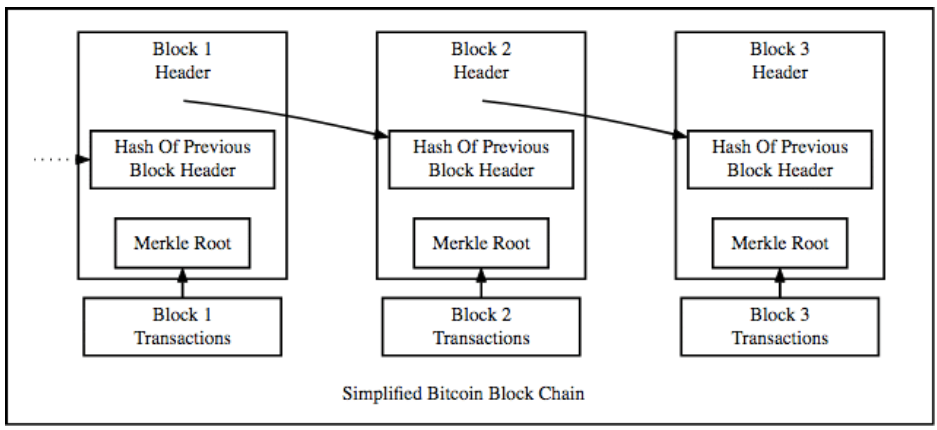 Block 1
Header
Hash Of Previous
Block Header
Merkle Root
Block 1
Transactions
Block 2
Header
Hash Of Previous
Block Header
Merkle Root
Block 2
Transactions
Block 3
Header
Hash Of Previous
Block Header
Merkle Root
Block 3
Transactions
Simplified Bitcoin Block Chain